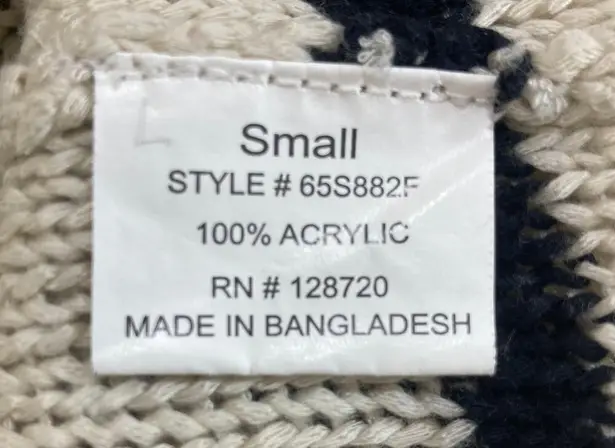 Small
STYLE # 65S882F
100% ACRYLIC
RN # 128720
MADE IN BANGLADESH